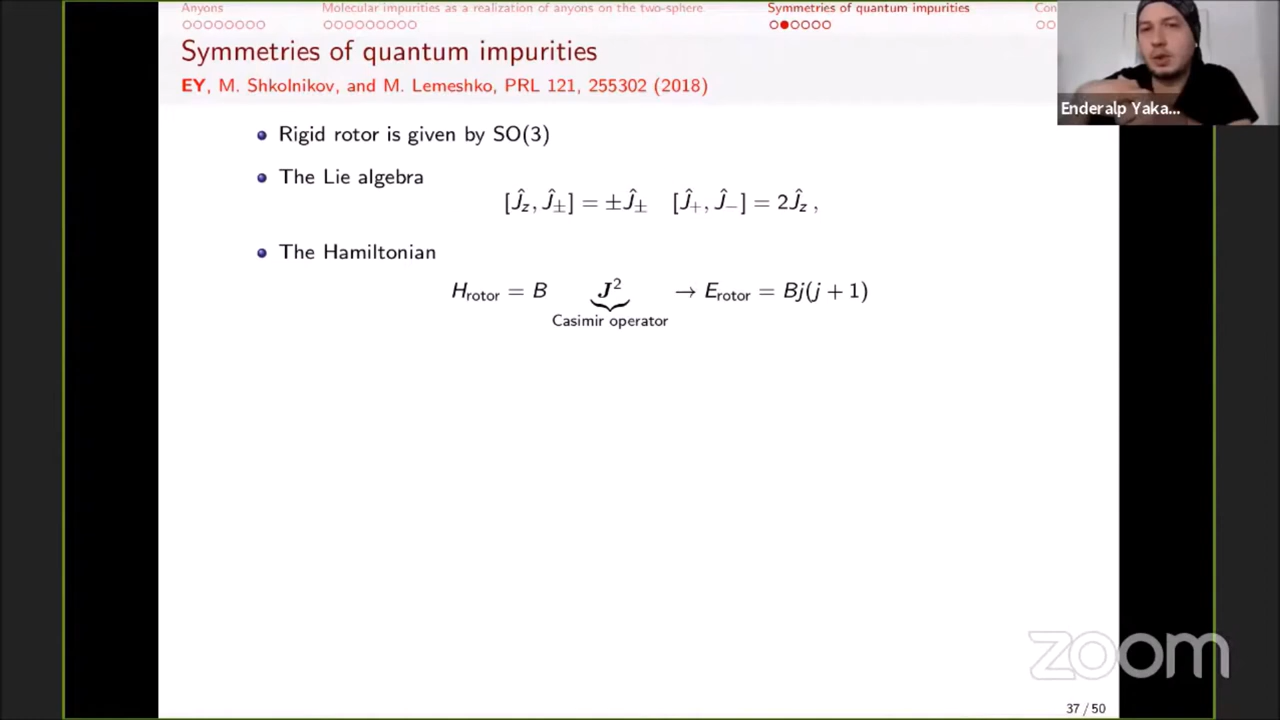 Anyons
Molecular impurities as a realization of anyons on the two-sphere
Symmetries of quantum impurities
Con
Symmetries of quantum impurities
EY, M. Shkolnikov, and M. Lemeshko, PRL 121, 255302 (2018)
Enderalp Yaka...
Rigid rotor is given by SO(3)
The Lie algebra
[Ĵz, Ĵ±] = ±Ĵ± [Ĵ+, Ĵ−] = 2Ĵz ,
The Hamiltonian
Hrotor = B J² → Erotor = Bj(j + 1)
Casimir operator
zoom
37 / 50